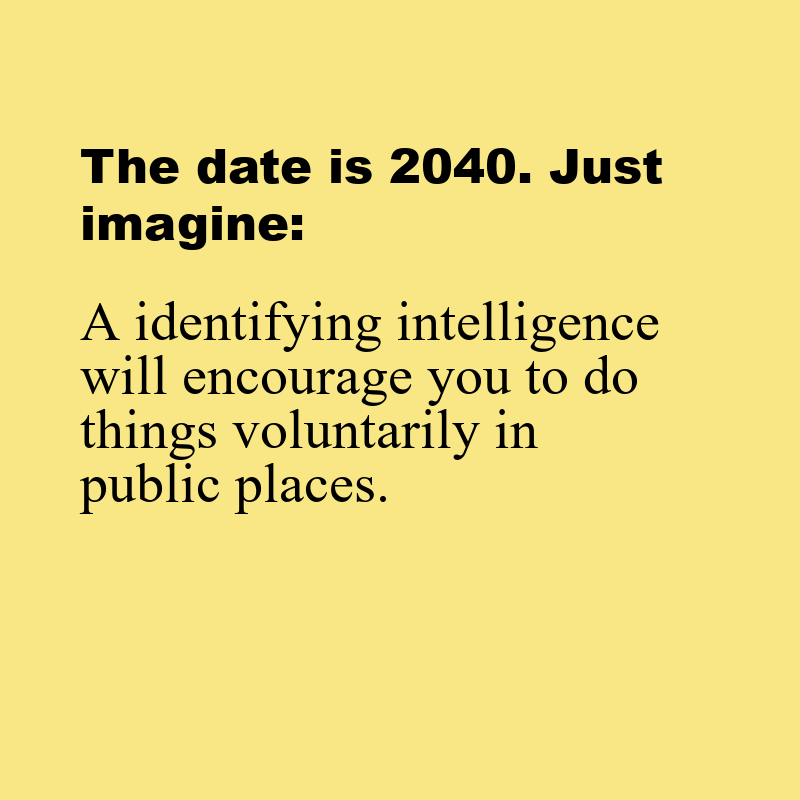 The date is 2040. Just
imagine:
A identifying intelligence
will encourage you to do
things voluntarily in
public places.